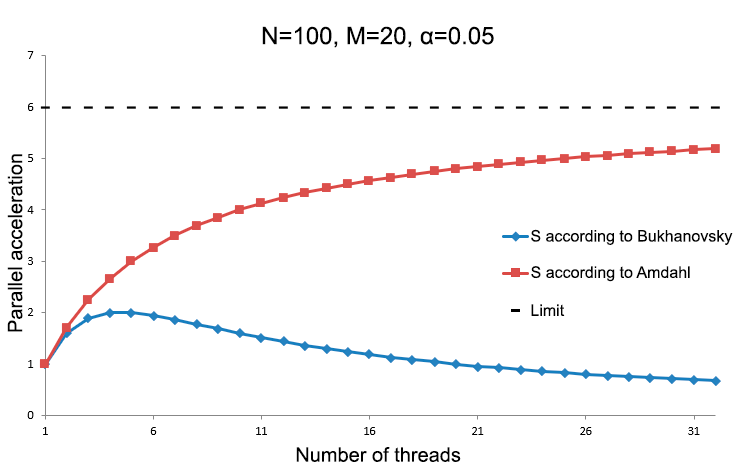 N=100, M=20, α=0.05
Parallel acceleration
7
6
5
4
3
2
1
0
S according to Bukhanovsky
S according to Amdahl
Limit
1 6 11 16 21 26 31
Number of threads